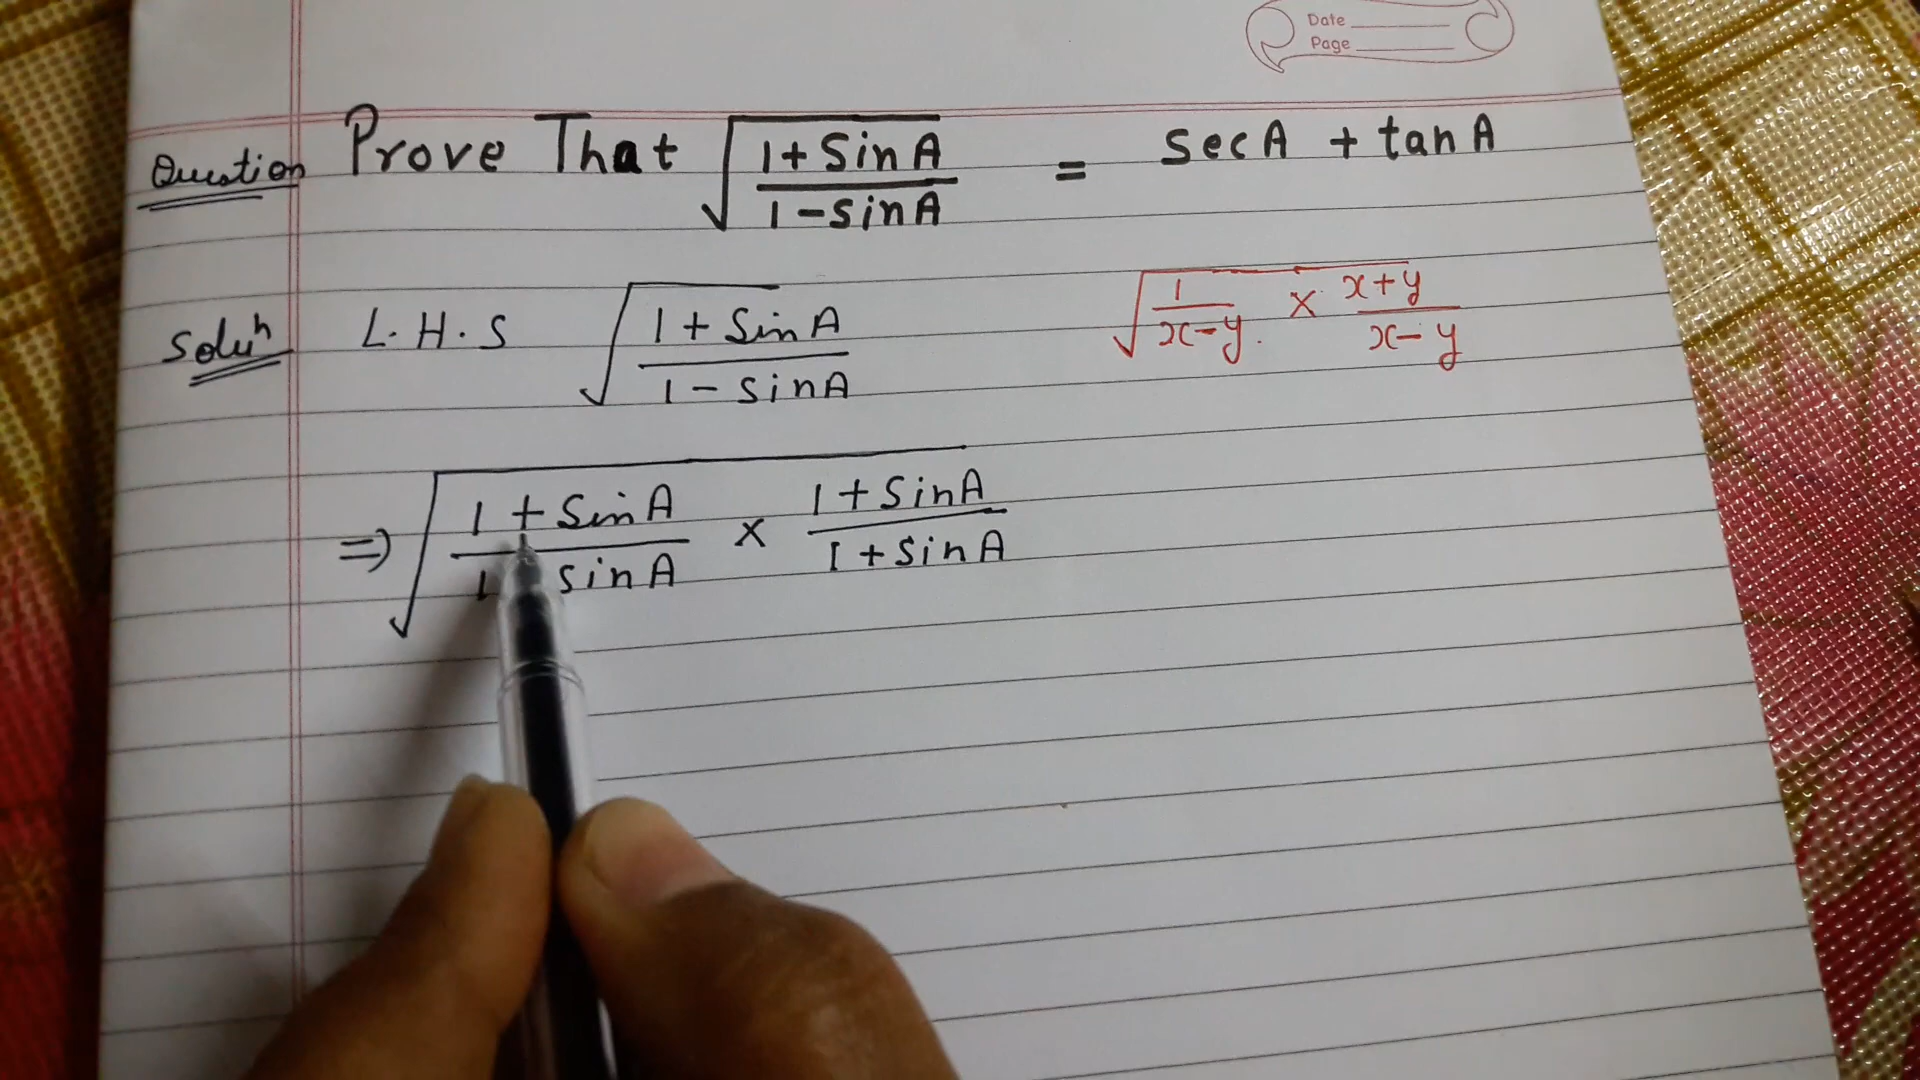 Date
Page
Question Prove That √(1+SinA / 1-sinA) = secA + tanA
Soluⁿ L.H.S √(1+SinA / 1-sinA) √(1 / x-y. × x+y / x-y)
⇒ √(1+SinA / 1 sinA × 1+SinA / 1+sinA)